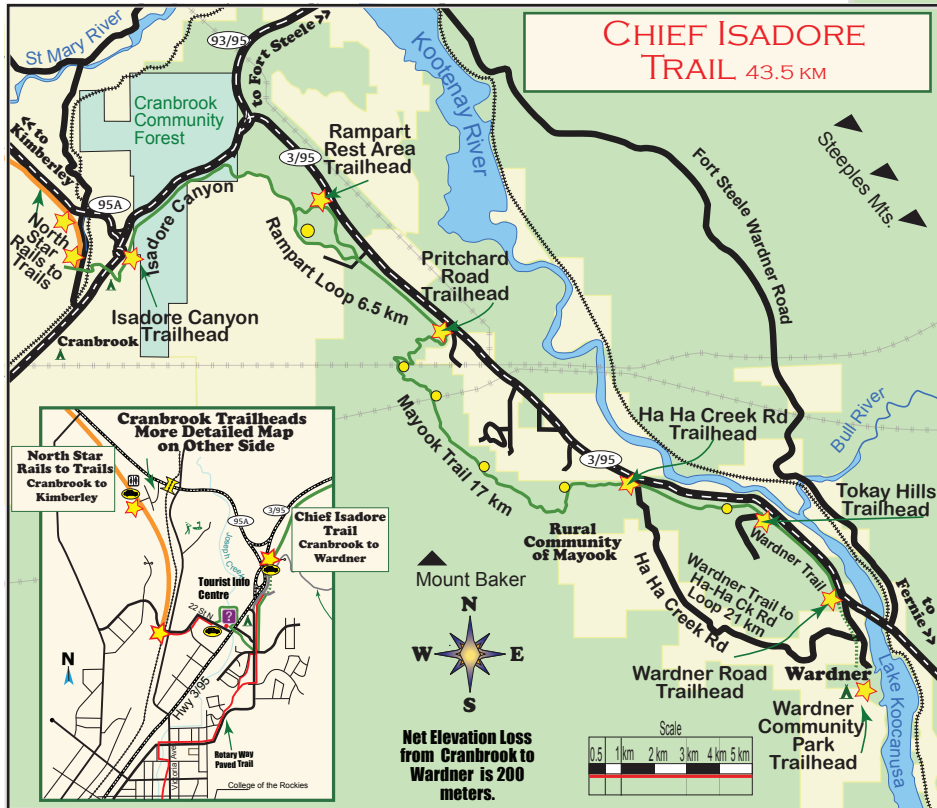 CHIEF ISADORE
TRAIL 43.5 KM
St Mary River
93/95
to Fort Steele >>
Kootenay River
Cranbrook
Community
Forest
<< to
Kimberley
95A
North
Star
Rails to
Trails
Isadore Canyon
3/95
Rampart
Rest Area
Trailhead
Steeples Mts.
Fort Steele Wardner Road
Isadore Canyon
Trailhead
Rampart Loop 6.5 km
Pritchard
Road
Trailhead
Cranbrook
Mayook Trail 17 km
3/95
Ha Ha Creek Rd
Trailhead
Bull River
Tokay Hills
Trailhead
Rural
Community
of Mayook
Mount Baker
Wardner Trail
Wardner Trail to
Ha-Ha Ck Rd
Loop 21 km
Ha Ha Creek Rd
Fernie >>
Wardner Road
Trailhead
Wardner
Lake Koocanusa
Wardner
Community
Park
Trailhead
N
W
E
S
Net Elevation Loss
from Cranbrook to
Wardner is 200
meters.
Scale
0.5
1 km
2 km
3 km
4 km
5 km
Cranbrook Trailheads
More Detailed Map
on Other Side
North Star
Rails to Trails
Cranbrook to
Kimberley
95A
3/95
Chief Isadore
Trail
Cranbrook to
Wardner
Joseph Creek
Tourist Info
Centre
?
22 St N
N
Hwy 3/95
Victoria Ave
Rotary Way
Paved Trail
College of the Rockies